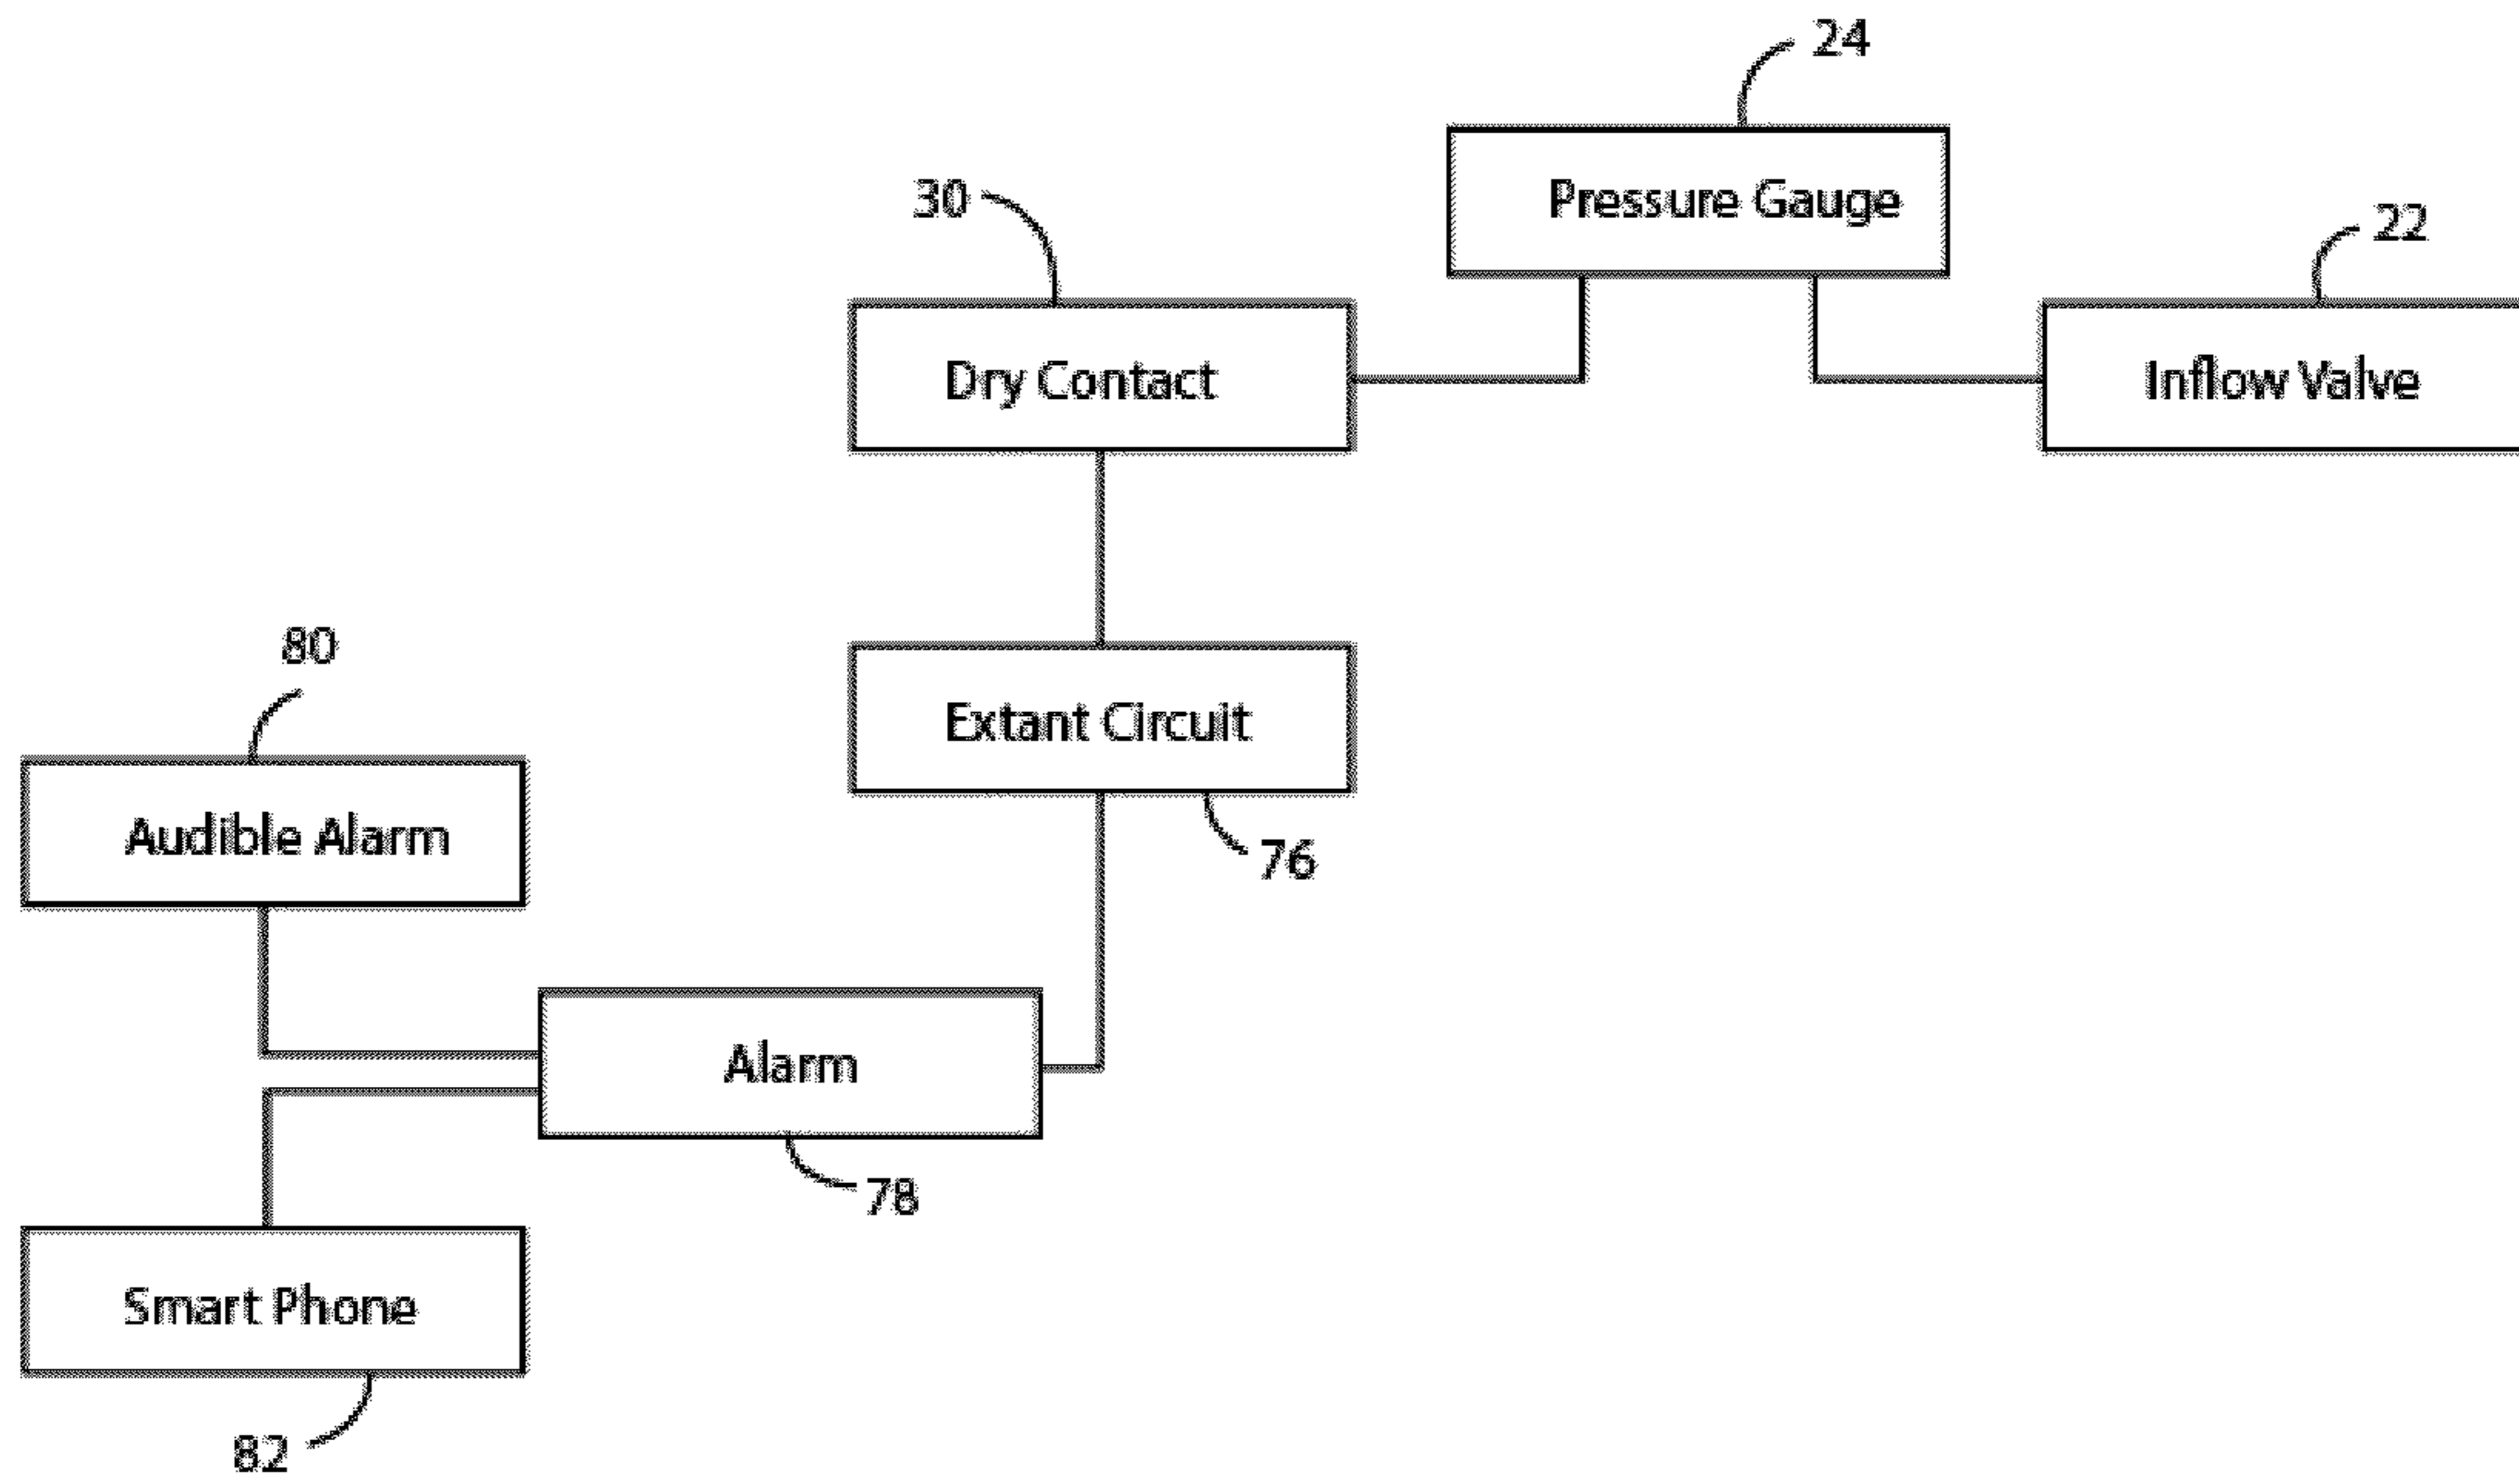 24
Pressure Gauge
30
22
Dry Contact
Inflow Valve
80
Extant Circuit
Audible Alarm
76
Alarm
78
Smart Phone
82